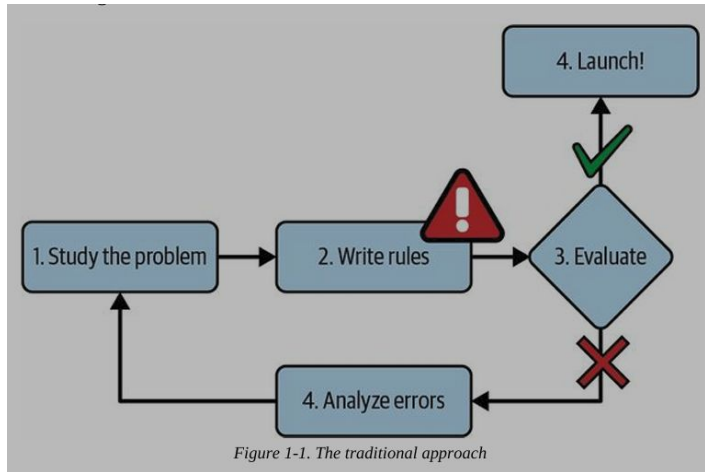 4. Launch!
1. Study the problem
2. Write rules
3. Evaluate
4. Analyze errors
Figure 1-1. The traditional approach